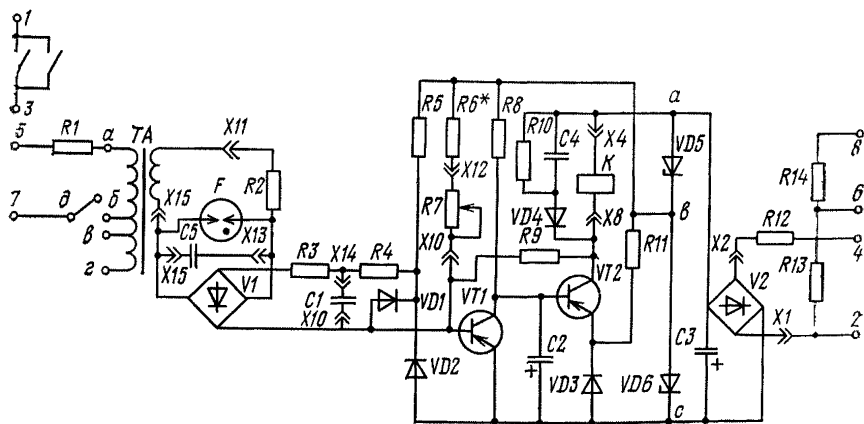 1
3
5
R1
а
ТА
X11
7
д
б
в
г
X15
F
R2
C5
X13
X15
V1
R3
X14
R4
C1
X10
VD1
VD2
R5
R6*
R8
X12
R7
X10
R9
VT1
C2
+
R10
C4
X4
K
VD4
X8
VT2
R11
VD3
a
VD5
в
VD6
c
C3
+
X2
R12
V2
X1
R14
R13
8
6
4
2